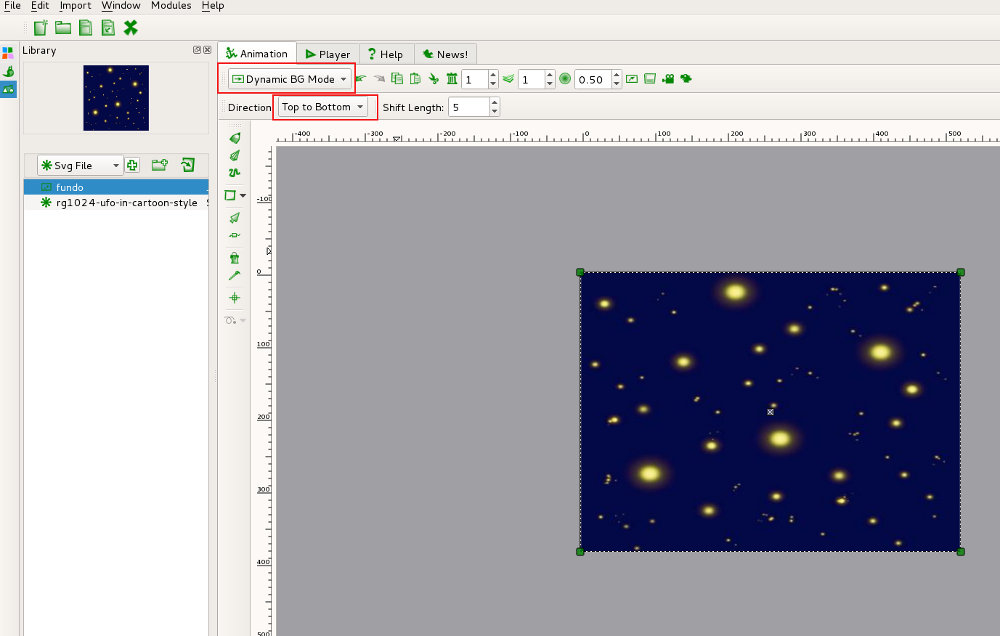 File Edit Import Window Modules Help
Library
Animation Player Help News!
Dynamic BG Mode 1 1 0.50
Direction Top to Bottom Shift Length: 5
-400 -300 -200 -100 0 100 200 300 400 500
Svg File
fundo
rg1024-ufo-in-cartoon-style
-100
0
100
200
300
400
500